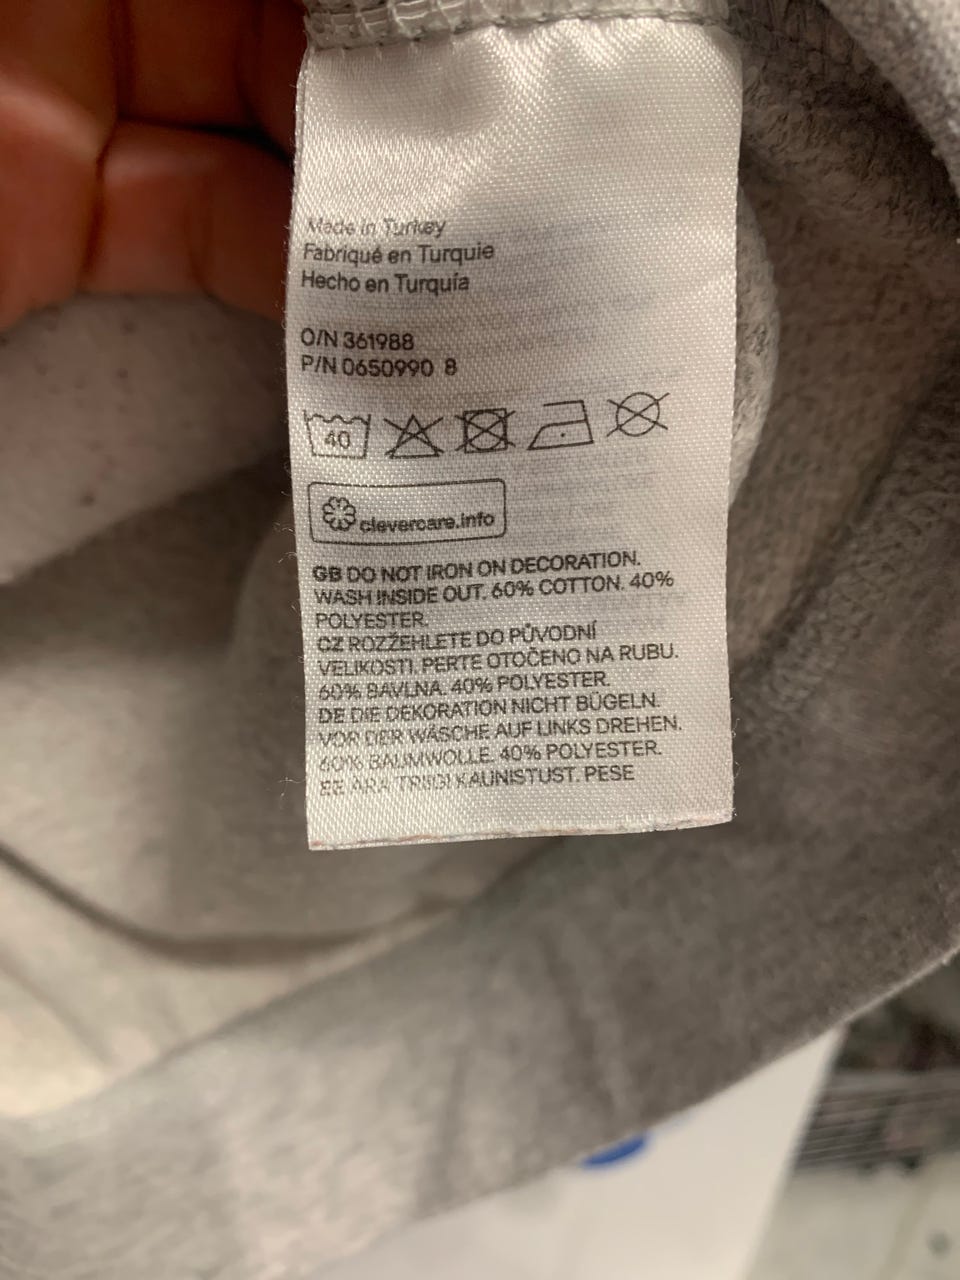 Made in Turkey
Fabriqué en Turquie
Hecho en Turquía
O/N 361988
P/N 0650990 8
40
clevercare.info
GB DO NOT IRON ON DECORATION.
WASH INSIDE OUT. 60% COTTON. 40%
POLYESTER.
CZ ROZŽEHLETE DO PŮVODNÍ
VELIKOSTI. PERTE OTOČENO NA RUBU.
60% BAVLNA. 40% POLYESTER.
DE DIE DEKORATION NICHT BÜGELN.
VOR DER WÄSCHE AUF LINKS DREHEN.
60% BAUMWOLLE. 40% POLYESTER.
EE ÄRA TRIIGI KAUNISTUST. PESE